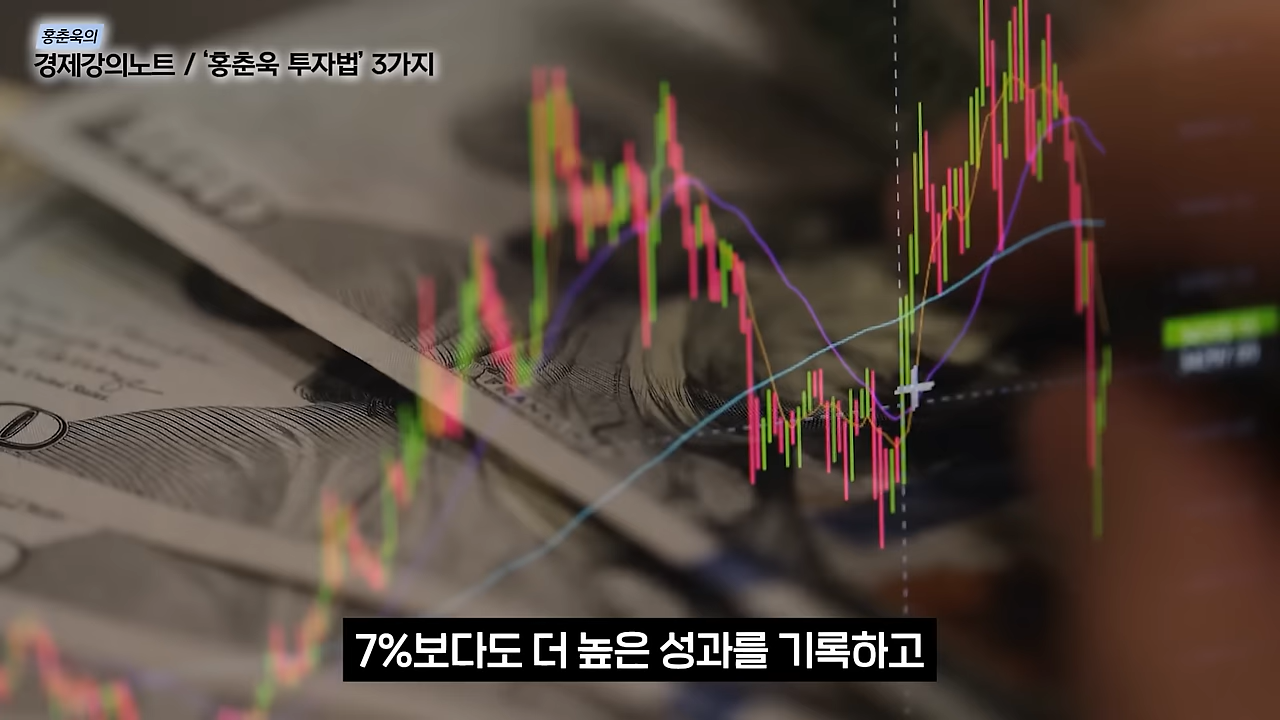 홍춘욱의
경제강의노트 / ‘홍춘욱 투자법’ 3가지
7%보다도 더 높은 성과를 기록하고